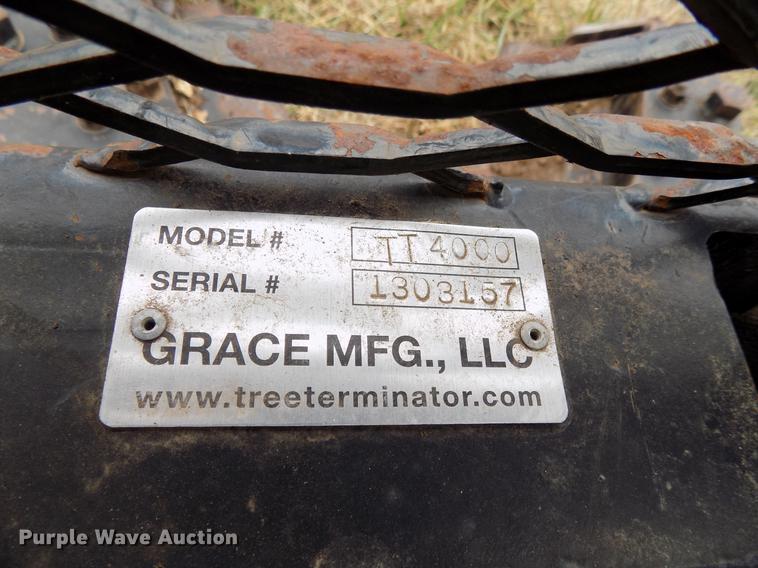 MODEL # TT4000
SERIAL # 1303157
GRACE MFG., LLC
www.treeterminator.com
Purple Wave Auction